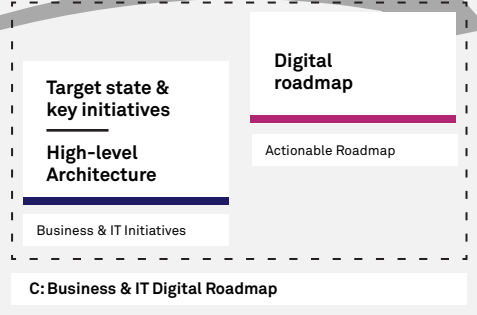 Target state &
key initiatives
High-level
Architecture
Business & IT Initiatives
Digital
roadmap
Actionable Roadmap
C: Business & IT Digital Roadmap